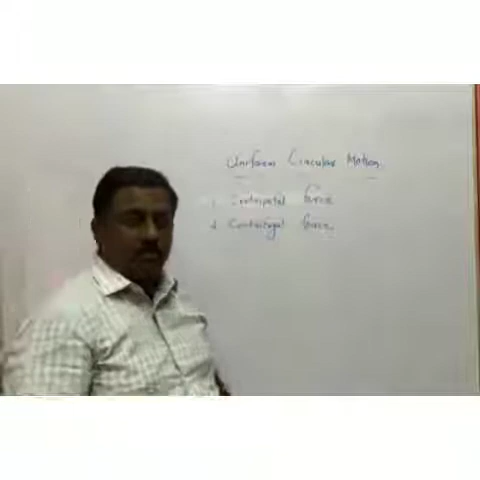 Uniform Circular Motion
1. Centripetal force
2. Centrifugal force